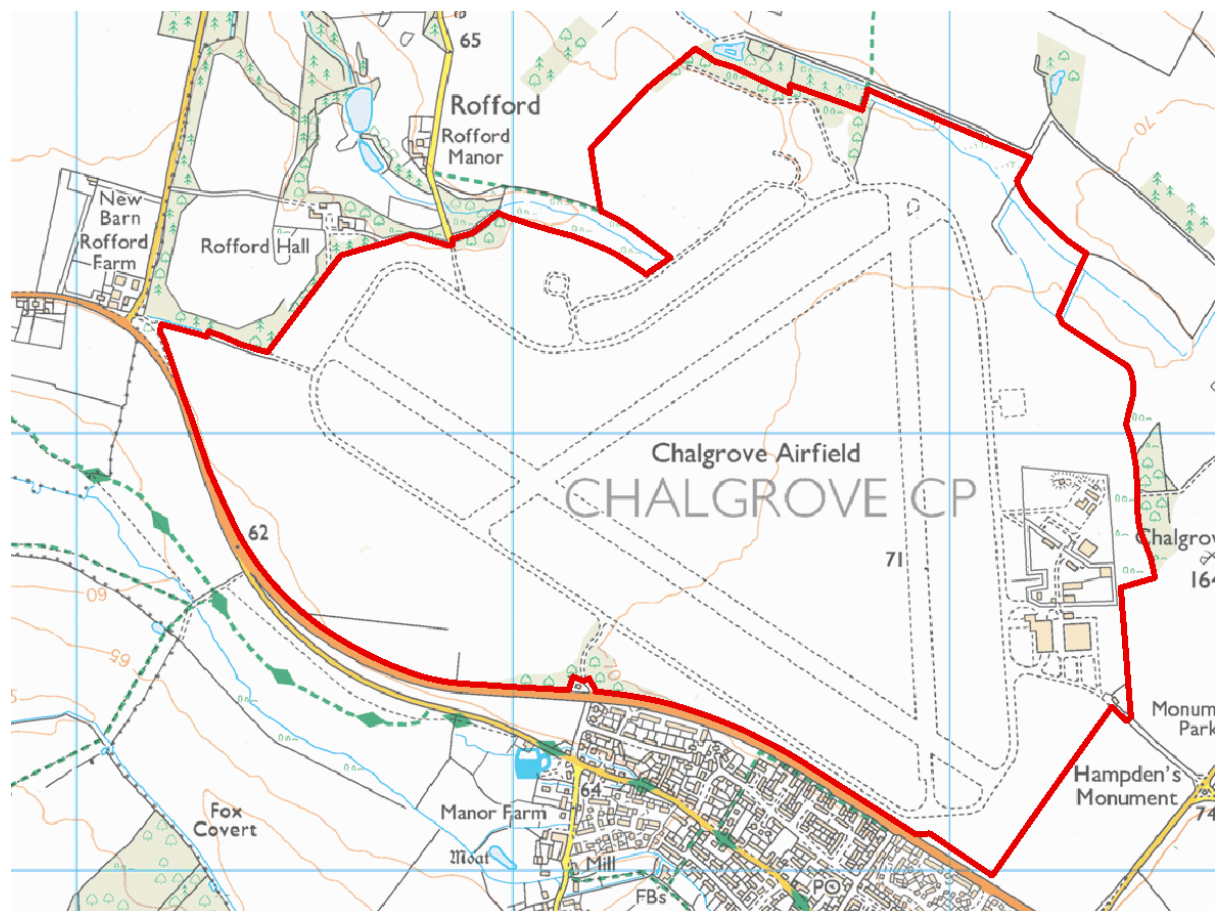 65
Rofford
Rofford
Manor
70
New
Barn
Rofford
Farm
Rofford Hall
Chalgrove Airfield
CHALGROVE CP
62
71
Chalgrov
164
60
65
70
Monum
Park
Hampden's
Monument
74
64
Manor Farm
Fox
Covert
Moat
Mill
PO
FBs